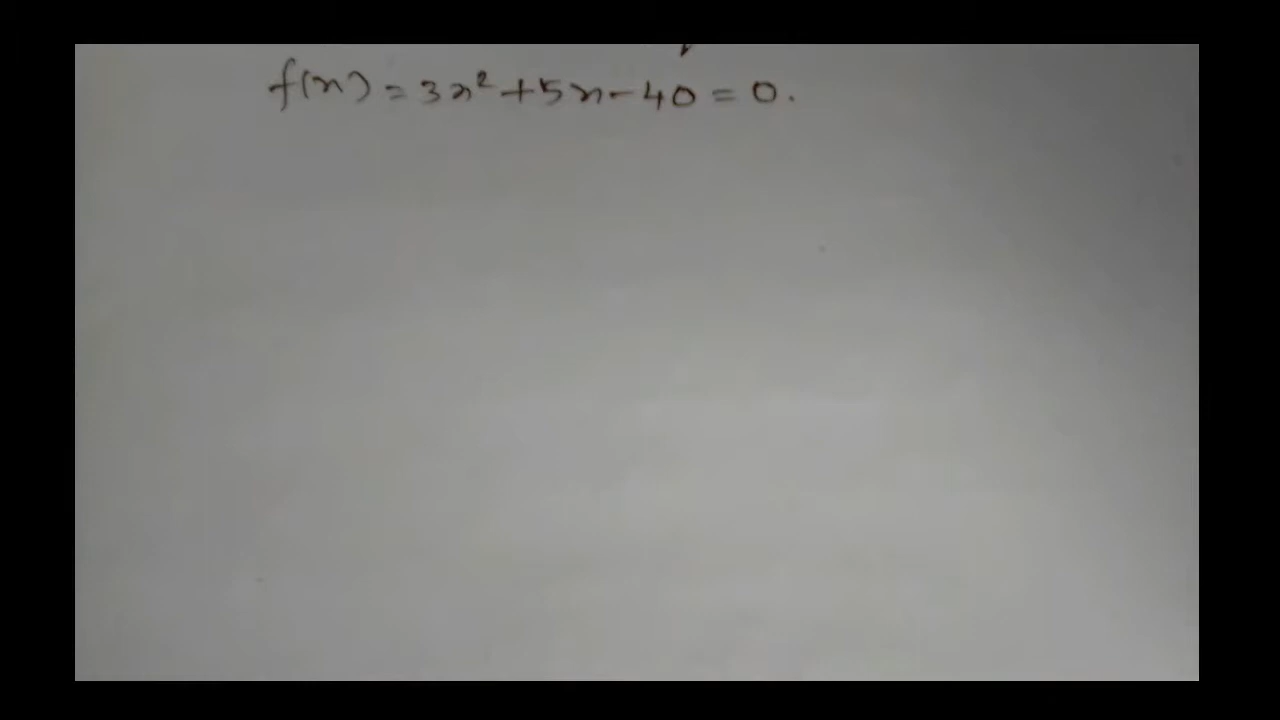 f(x) = 3x² + 5x - 40 = 0.